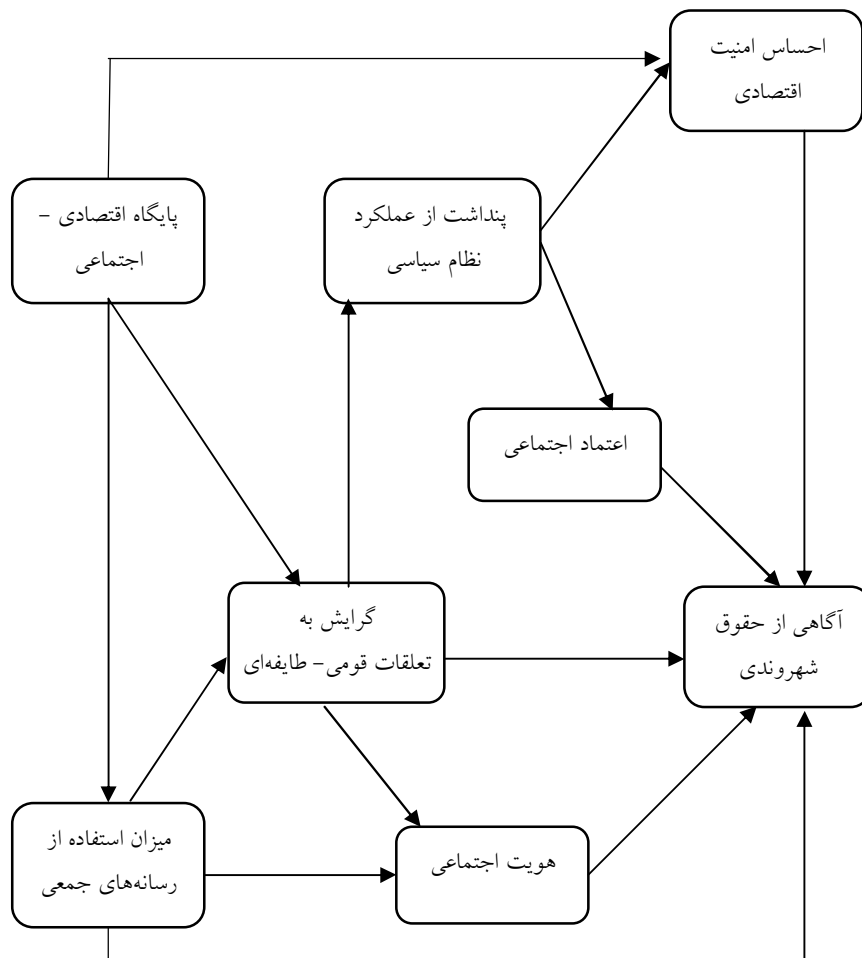 احساس امنیت
اقتصادی
پایگاه اقتصادی –
اجتماعی
پنداشت از عملکرد
نظام سیاسی
اعتماد اجتماعی
گرایش به
تعلقات قومی– طایفه‌ای
آگاهی از حقوق
شهروندی
میزان استفاده از
رسانه‌های جمعی
هویت اجتماعی